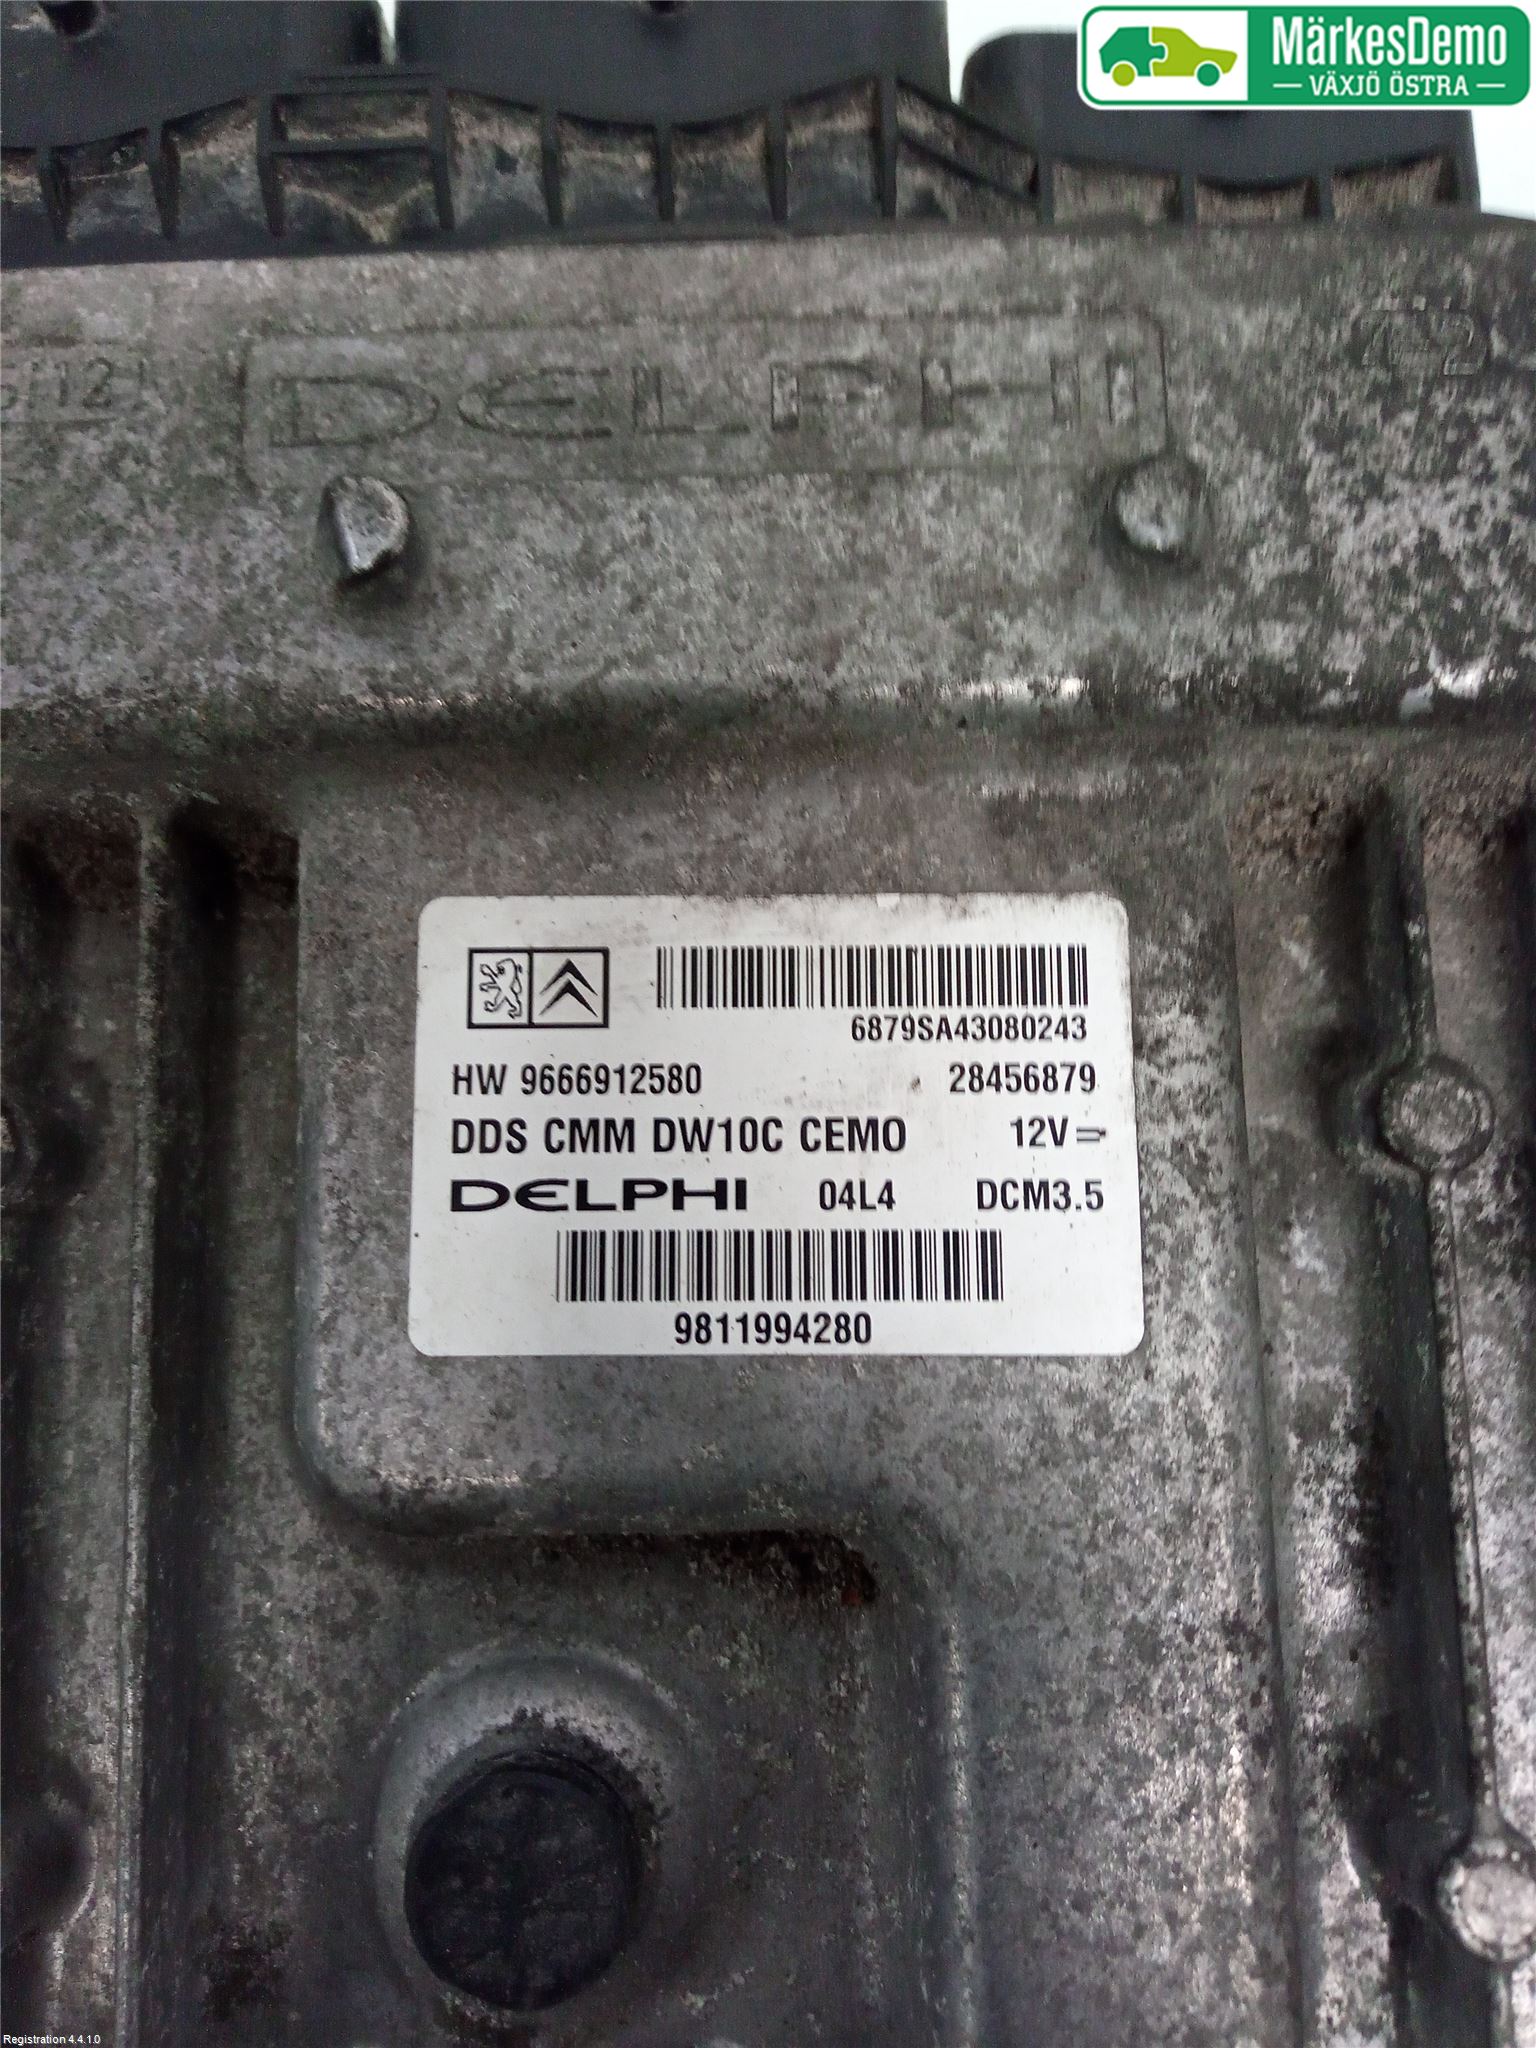 MärkesDemo
VÄXJÖ ÖSTRA
DELPHI
6879SA43080243
HW 9666912580 28456879
DDS CMM DW10C CEMO 12V
DELPHI 04L4 DCM3.5
9811994280
Registration 4.4.1.0